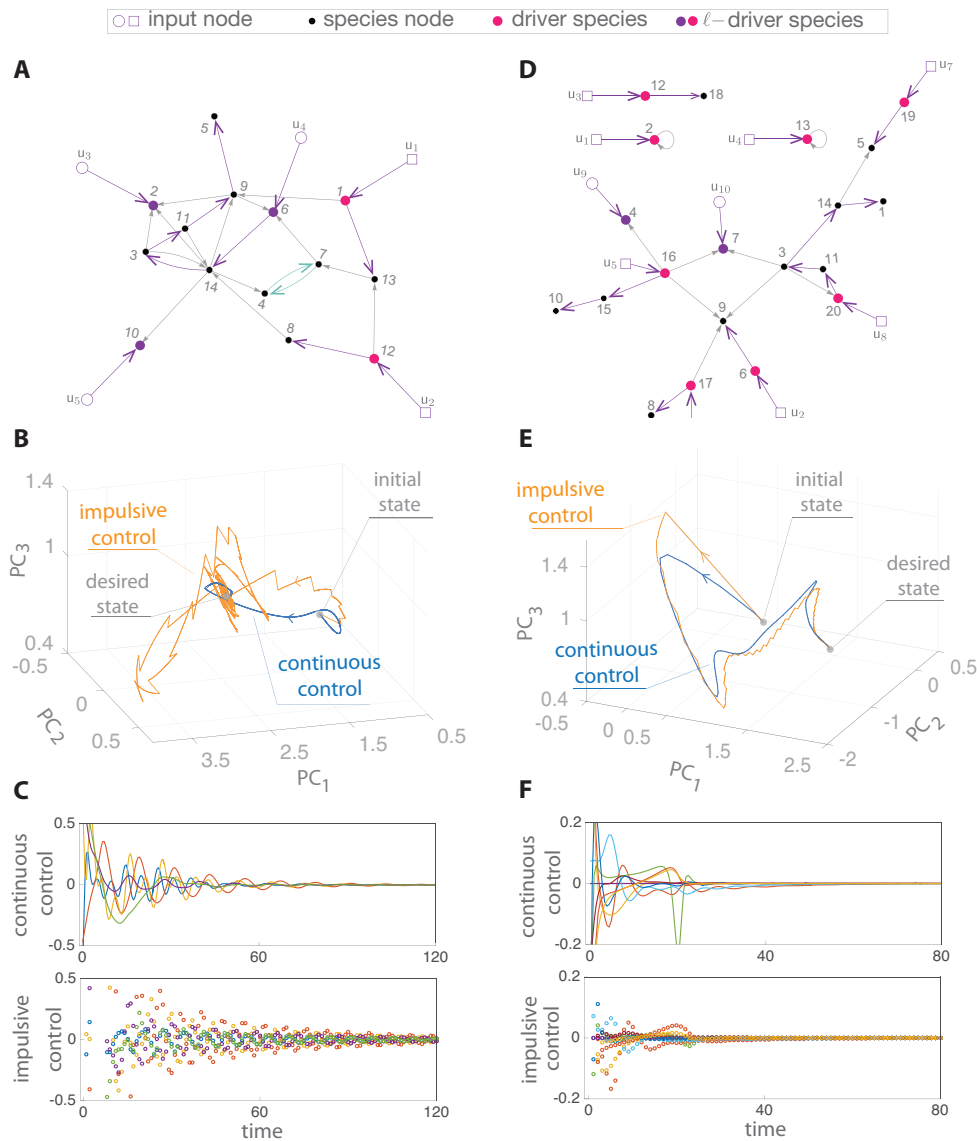 input node species node driver species ℓ− driver species
A
5
u4
u3
u1
2
9
1
6
11
3
7
14
13
4
8
10
12
u5
u2
D
u7
u3
12
18
19
u1
2
u4
13
5
u9
u10
14
1
4
7
u5
16
3
11
10
15
9
20
u8
17
6
8
u2
B
1.4
initial
state
impulsive
control
1
PC3
desired
state
0.4
-0.5
continuous
control
0
PC2
0.5
0.5
1.5
2.5
3.5
PC1
E
impulsive
control
initial
state
1.4
desired
state
PC3
1
continuous
control
0.5
0.4
0
-0.5
PC2
0
-1
0.5
1.5
-2
PC1
2.5
C
0.5
continuous
control
0
-0.5
0
60
120
0.5
impulsive
control
0
-0.5
0
60
120
time
F
0.2
continuous
control
0
-0.2
0
40
80
0.2
impulsive
control
0
-0.2
0
40
80
time